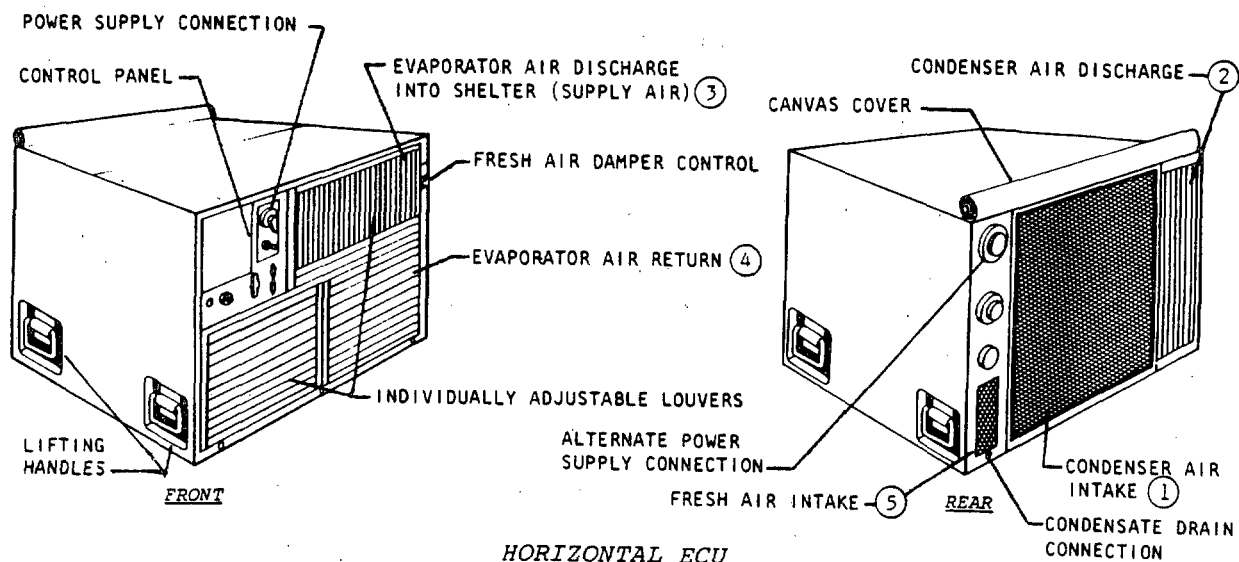 POWER SUPPLY CONNECTION
CONTROL PANEL
EVAPORATOR AIR DISCHARGE
INTO SHELTER (SUPPLY AIR) 3
FRESH AIR DAMPER CONTROL
EVAPORATOR AIR RETURN 4
INDIVIDUALLY ADJUSTABLE LOUVERS
LIFTING
HANDLES
FRONT
CONDENSER AIR DISCHARGE 2
CANVAS COVER
ALTERNATE POWER
SUPPLY CONNECTION
FRESH AIR INTAKE 5
REAR
CONDENSER AIR
INTAKE 1
CONDENSATE DRAIN
CONNECTION
HORIZONTAL ECU